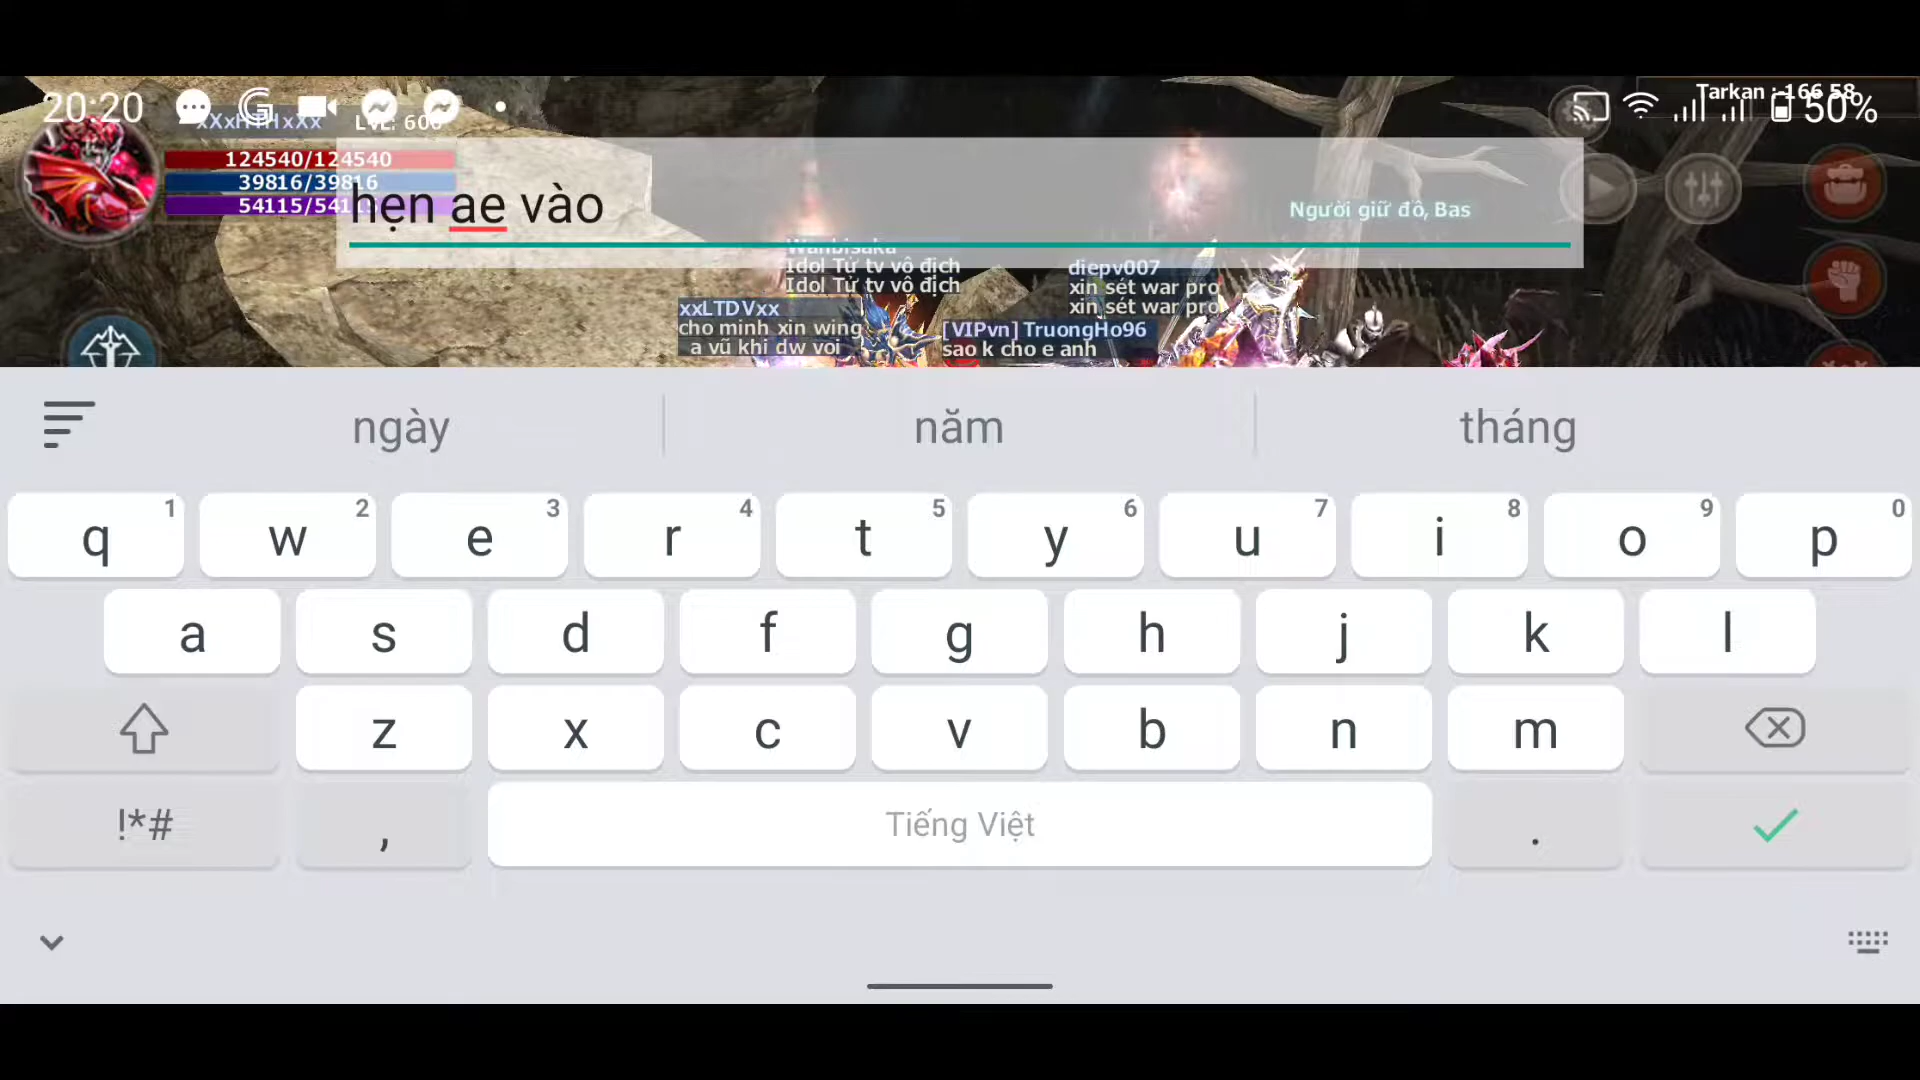 20:20
Tarkan : 166 58
50%
LVL: 600
124540/124540
39816/39816
hẹn ae vào
Người giữ đồ, Bas
Idol Tử tv vô địch
Idol Tử tv vô địch
diepv007
xin sét war pro
xin sét war pro
xxLTDVxx
cho minh xin wing
a vũ khi dw voi
[VIPvn] TruongHo96
sao k cho e anh
ngày năm tháng
1 2 3 4 5 6 7 8 9 0
q w e r t y u i o p
a s d f g h j k l
z x c v b n m
!*# , Tiếng Việt .